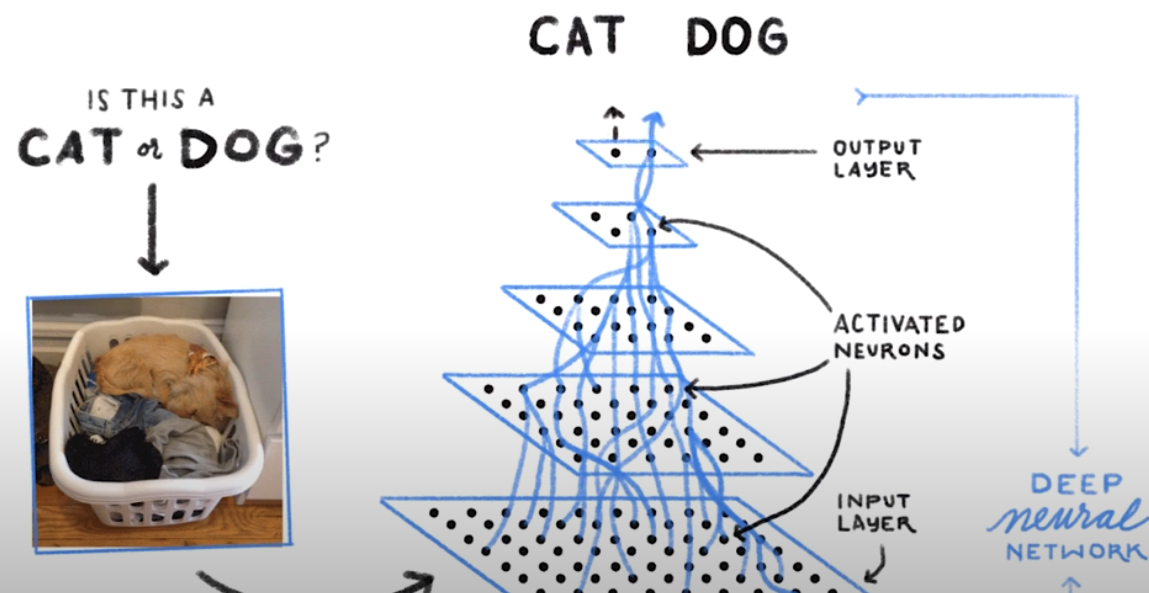 CAT DOG
IS THIS A
CAT or DOG?
OUTPUT
LAYER
ACTIVATED
NEURONS
INPUT
LAYER
DEEP
neural
NETWORK